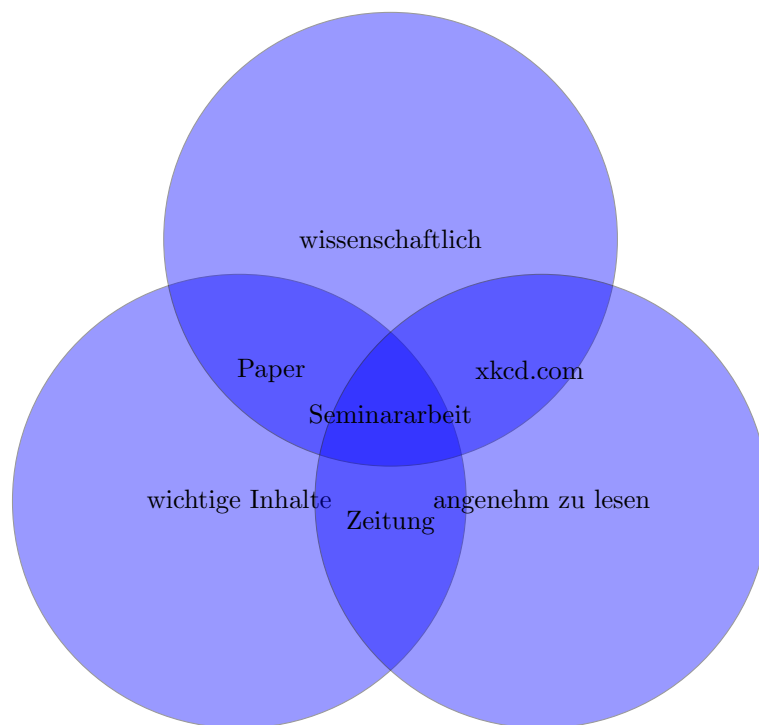 wissenschaftlich
Paper
xkcd.com
Seminararbeit
wichtige Inhalte
angenehm zu lesen
Zeitung